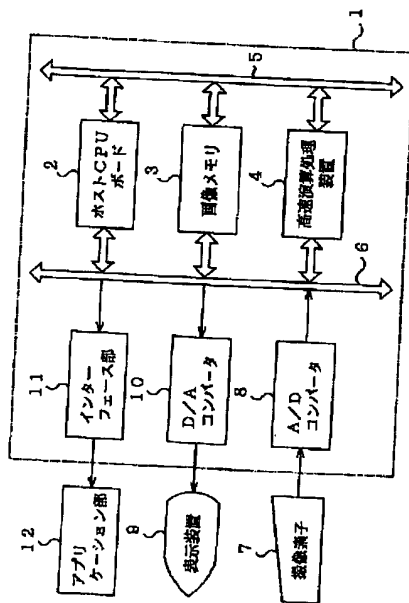 1
5
2
ホストCPU
ボード
3
画像メモリ
4
高速演算処理
装置
6
11
インター
フェース部
10
D/A
コンバータ
8
A/D
コンバータ
12
アプリ
ケーション部
9
表示装置
7
撮像素子